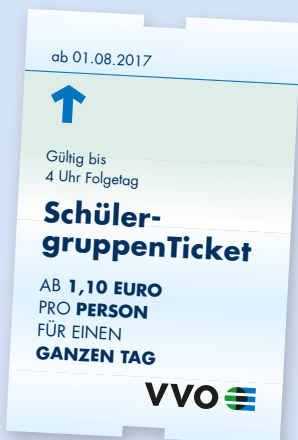 ab 01.08.2017
Gültig bis
4 Uhr Folgetag
Schüler-
gruppenTicket
AB 1,10 EURO
PRO PERSON
FÜR EINEN
GANZEN TAG
VVO